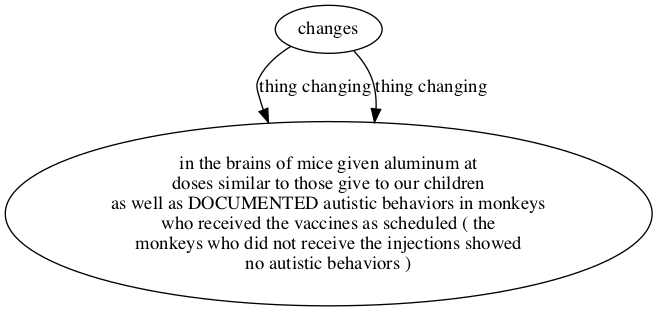 changes
thing changing thing changing
in the brains of mice given aluminum at
doses similar to those give to our children
as well as DOCUMENTED autistic behaviors in monkeys
who received the vaccines as scheduled ( the
monkeys who did not receive the injections showed
no autistic behaviors )